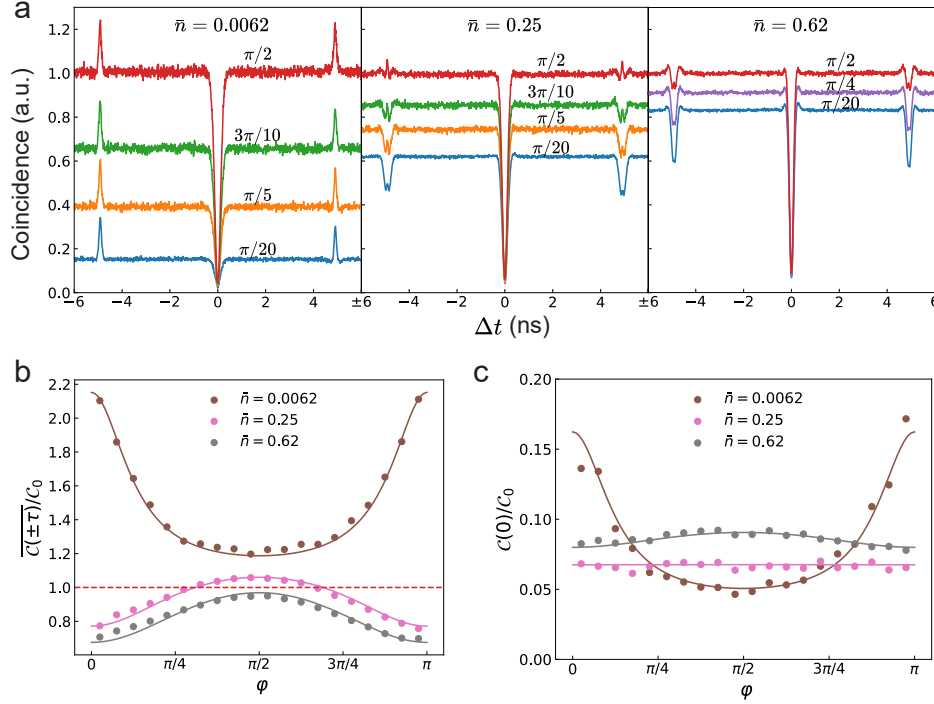 a
n̄ = 0.0062
n̄ = 0.25
n̄ = 0.62
Coincidence (a.u.)
1.2
1.0
0.8
0.6
0.4
0.2
0.0
π/2
3π/10
π/5
π/20
π/2
3π/10
π/5
π/20
π/2
π/4
π/20
−6 −4 −2 0 2 4 ±6 −4 −2 0 2 4 ±6 −4 −2 0 2 4 6
Δt (ns)
b
C(±τ)/C₀
2.2
2.0
1.8
1.6
1.4
1.2
1.0
0.8
n̄ = 0.0062
n̄ = 0.25
n̄ = 0.62
0 π/4 π/2 3π/4 π
φ
c
C(0)/C₀
0.20
0.15
0.10
0.05
0.00
n̄ = 0.0062
n̄ = 0.25
n̄ = 0.62
0 π/4 π/2 3π/4 π
φ